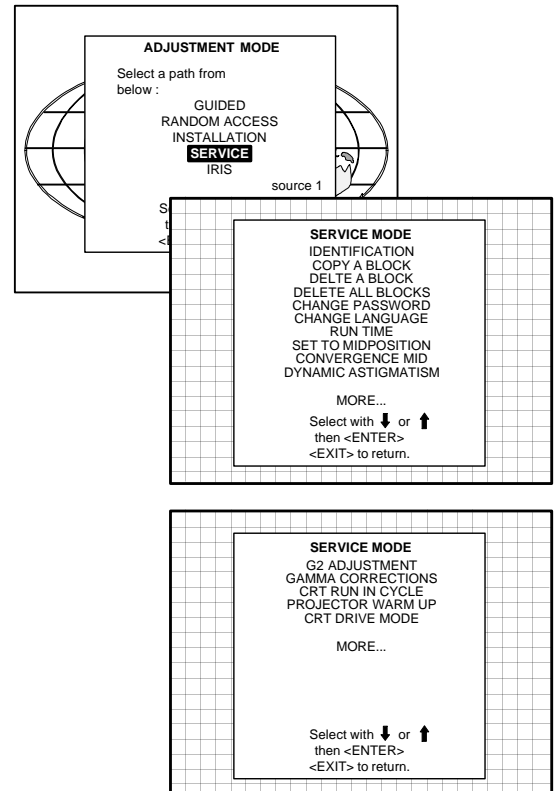 ADJUSTMENT MODE
Select a path from
below :
GUIDED
RANDOM ACCESS
INSTALLATION
SERVICE
IRIS
source 1
S
t
<E
SERVICE MODE
IDENTIFICATION
COPY A BLOCK
DELTE A BLOCK
DELETE ALL BLOCKS
CHANGE PASSWORD
CHANGE LANGUAGE
RUN TIME
SET TO MIDPOSITION
CONVERGENCE MID
DYNAMIC ASTIGMATISM
MORE...
Select with ⬇ or ⬆
then <ENTER>
<EXIT> to return.
SERVICE MODE
G2 ADJUSTMENT
GAMMA CORRECTIONS
CRT RUN IN CYCLE
PROJECTOR WARM UP
CRT DRIVE MODE
MORE...
Select with ⬇ or ⬆
then <ENTER>
<EXIT> to return.